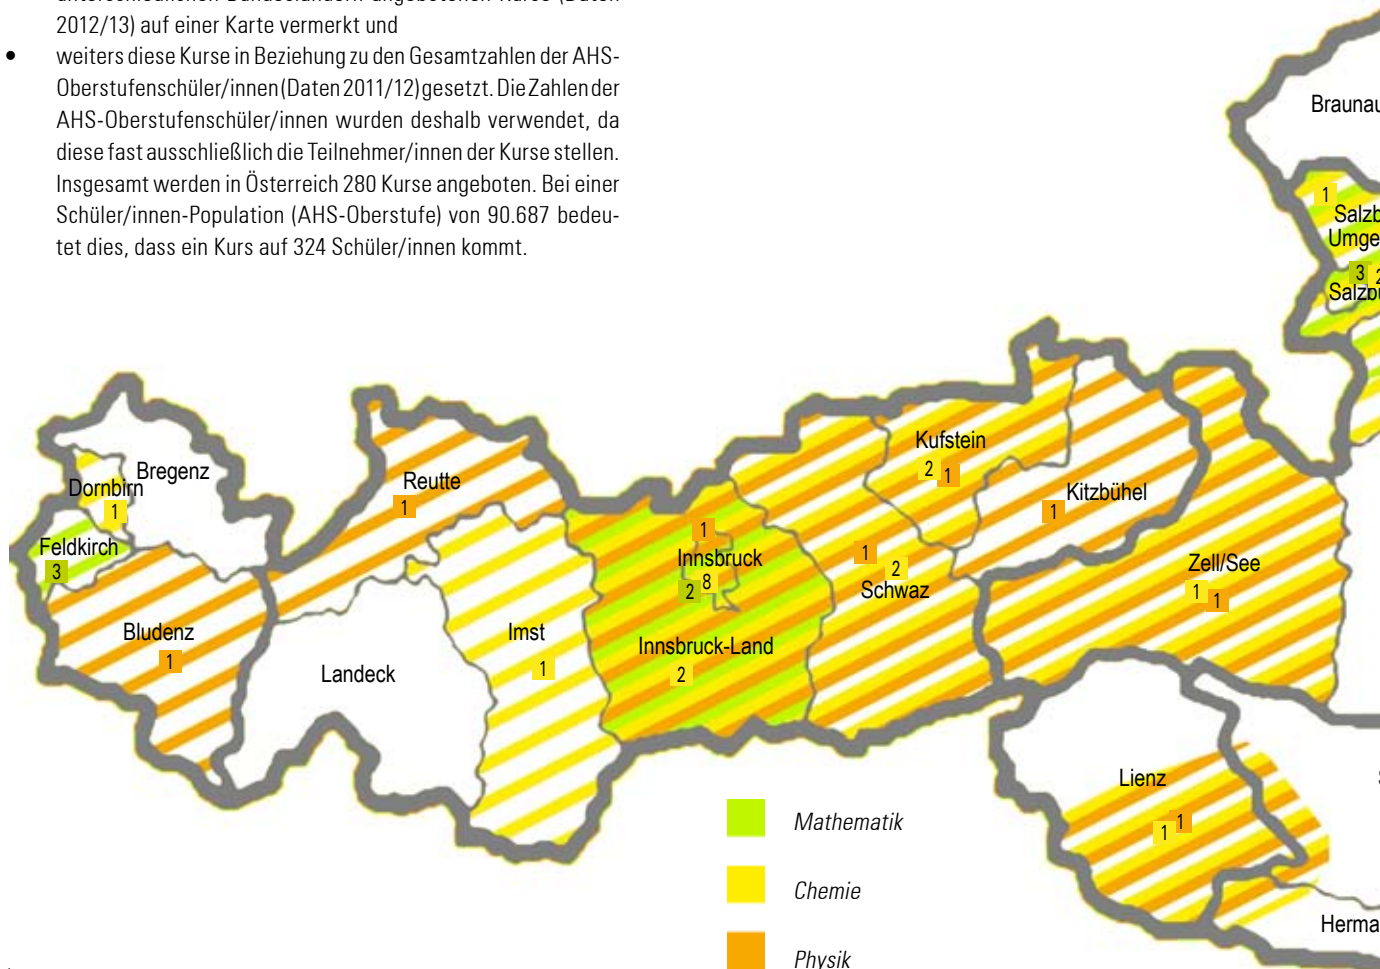 2012/13) auf einer Karte vermerkt und
• weiters diese Kurse in Beziehung zu den Gesamtzahlen der AHS-
Oberstufenschüler/innen (Daten 2011/12) gesetzt. Die Zahlen der
AHS-Oberstufenschüler/innen wurden deshalb verwendet, da
diese fast ausschließlich die Teilnehmer/innen der Kurse stellen.
Insgesamt werden in Österreich 280 Kurse angeboten. Bei einer
Schüler/innen-Population (AHS-Oberstufe) von 90.687 bedeu-
tet dies, dass ein Kurs auf 324 Schüler/innen kommt.
Braunau
1
Salzb
Umge
3 2
Salzbu
Kufstein
2 1
Bregenz
Dornbirn
1
Reutte
1
Kitzbühel
1
Feldkirch
3
1
Innsbruck
2 8
1 2
Schwaz
Zell/See
1 1
Bludenz
1
Imst
1
Innsbruck-Land
2
Landeck
Lienz
1 1
Mathematik
Chemie
Physik
Herma